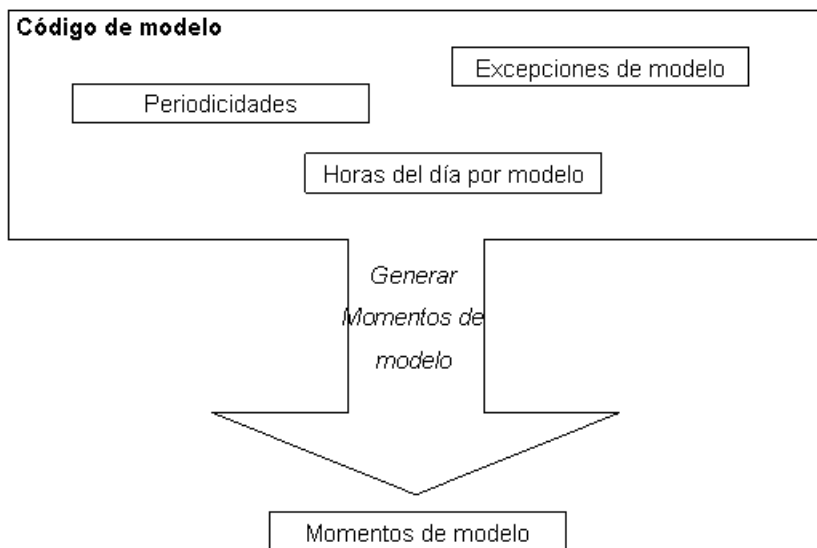 Código de modelo
Excepciones de modelo
Periodicidades
Horas del día por modelo
Generar
Momentos de
modelo
Momentos de modelo